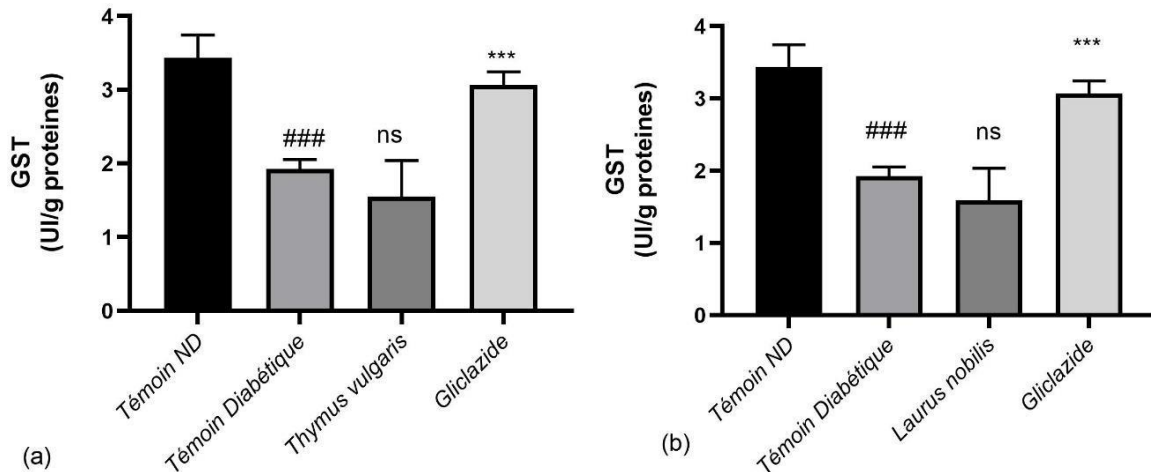 4
3
2
1
0
GST
(UI/g proteines)
###
ns
***
Témoin ND
Témoin Diabétique
Thymus vulgaris
Gliclazide
(a)
4
3
2
1
0
GST
(UI/g proteines)
###
ns
***
Témoin ND
Témoin Diabétique
Laurus nobilis
Gliclazide
(b)